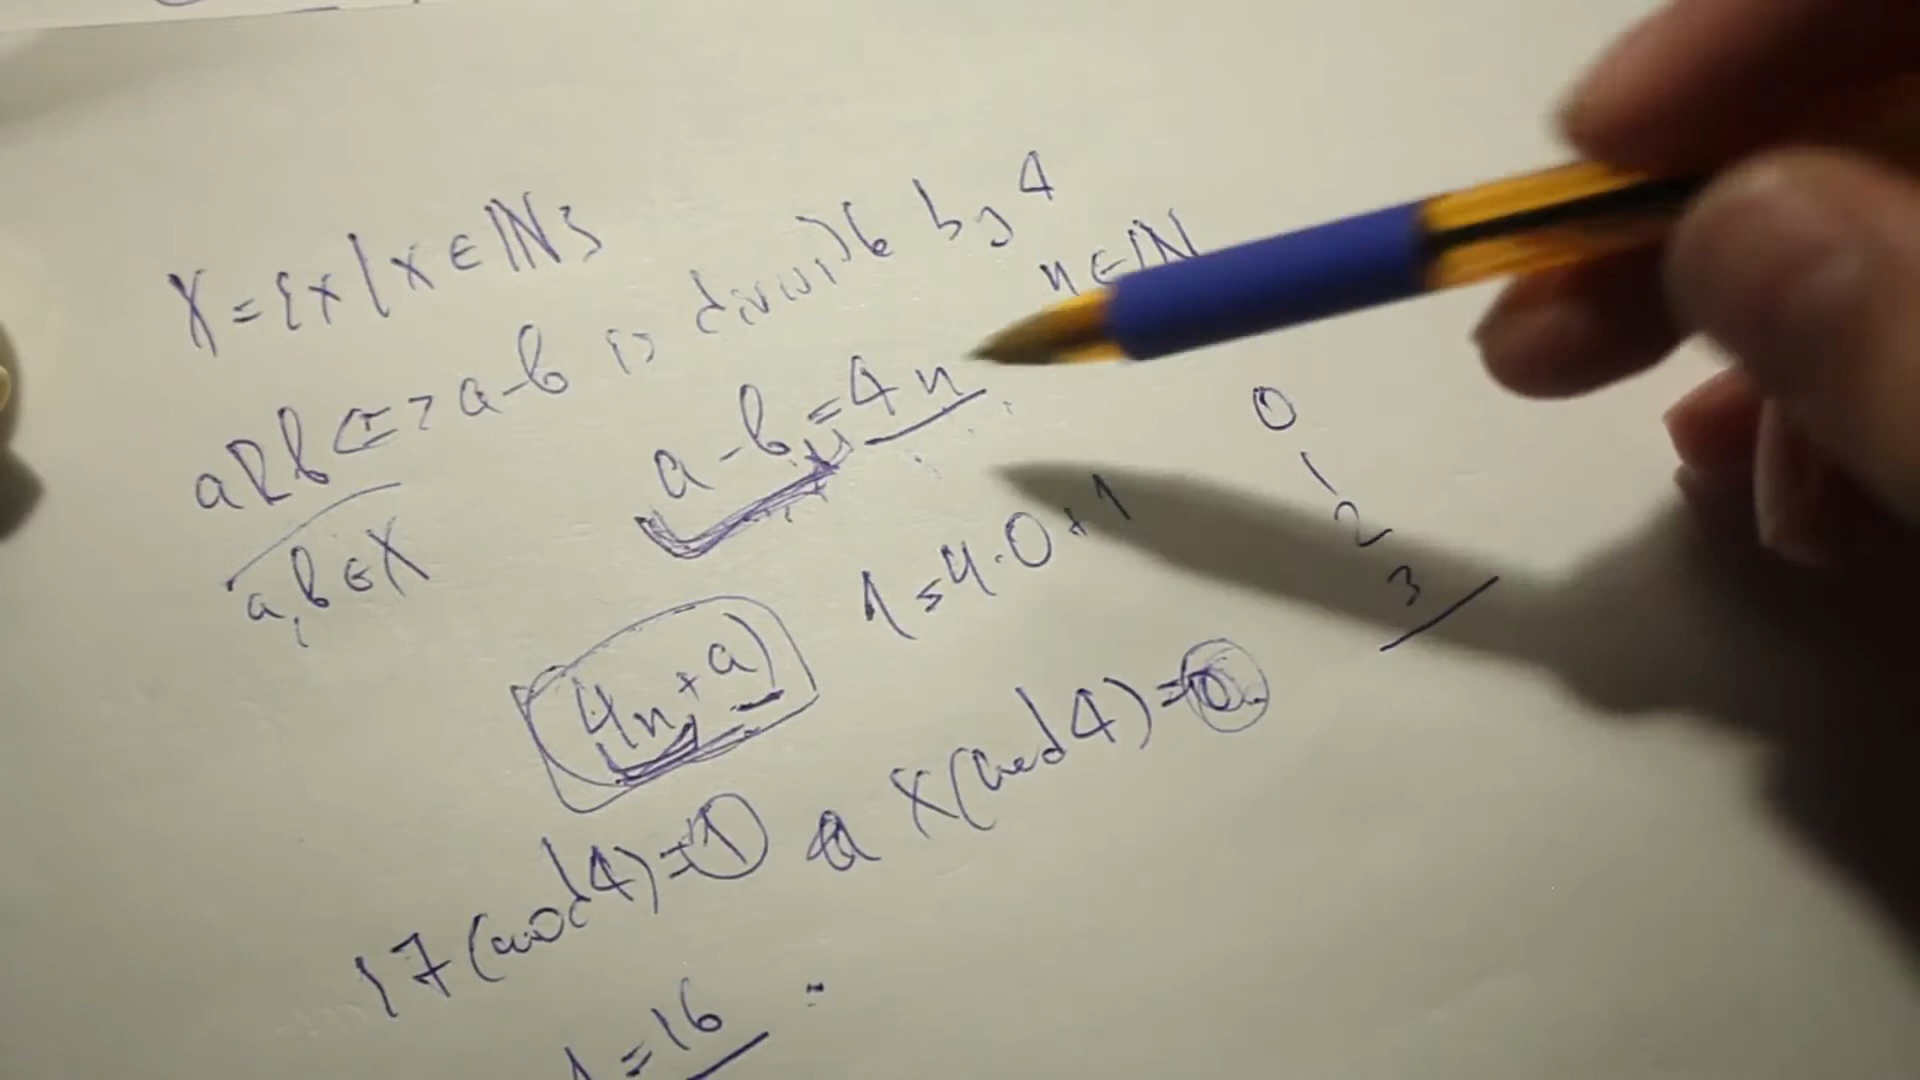 X = {x | x ∈ ℕ}
aRb <=> a-b is divisible by 4
a,b ∈ X
a-b = 4n
n ∈ ℕ
1 = 4·0+1
0
1
2
3
4n+a
x(mod 4) = a
17(mod 4) = 1
a
= 16